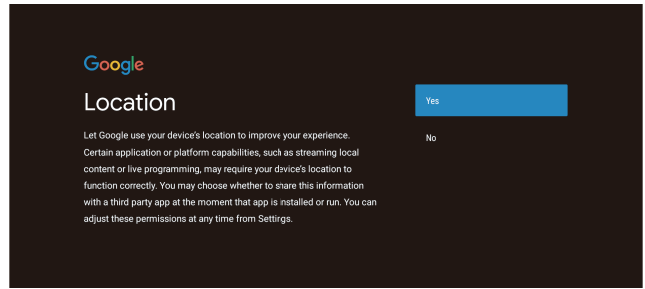 Google
Location
Let Google use your device's location to improve your experience.
Certain application or platform capabilities, such as streaming local
content or live programming, may require your device's location to
function correctly. You may choose whether to share this information
with a third party app at the moment that app is installed or run. You can
adjust these permissions at any time from Settings.
Yes
No